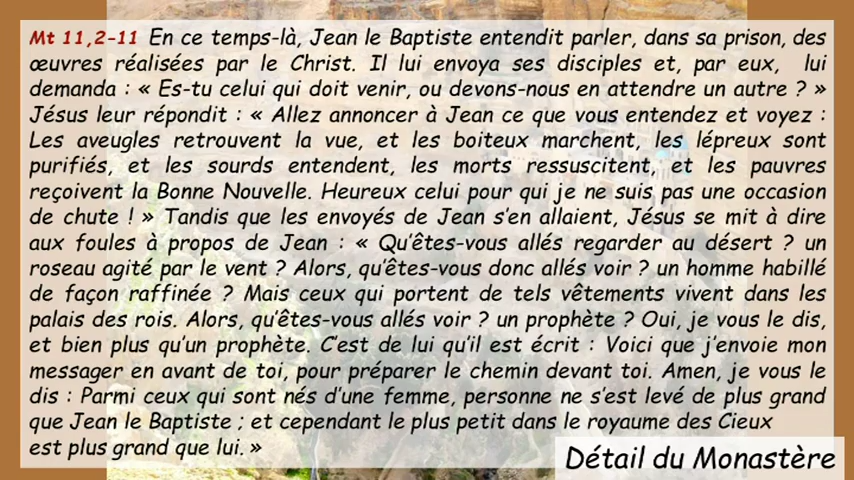 Mt 11,2-11 En ce temps-là, Jean le Baptiste entendit parler, dans sa prison, des
œuvres réalisées par le Christ. Il lui envoya ses disciples et, par eux, lui
demanda : « Es-tu celui qui doit venir, ou devons-nous en attendre un autre ? »
Jésus leur répondit : « Allez annoncer à Jean ce que vous entendez et voyez :
Les aveugles retrouvent la vue, et les boiteux marchent, les lépreux sont
purifiés, et les sourds entendent, les morts ressuscitent, et les pauvres
reçoivent la Bonne Nouvelle. Heureux celui pour qui je ne suis pas une occasion
de chute ! » Tandis que les envoyés de Jean s’en allaient, Jésus se mit à dire
aux foules à propos de Jean : « Qu’êtes-vous allés regarder au désert ? un
roseau agité par le vent ? Alors, qu’êtes-vous donc allés voir ? un homme habillé
de façon raffinée ? Mais ceux qui portent de tels vêtements vivent dans les
palais des rois. Alors, qu’êtes-vous allés voir ? un prophète ? Oui, je vous le dis,
et bien plus qu’un prophète. C’est de lui qu’il est écrit : Voici que j’envoie mon
messager en avant de toi, pour préparer le chemin devant toi. Amen, je vous le
dis : Parmi ceux qui sont nés d’une femme, personne ne s’est levé de plus grand
que Jean le Baptiste ; et cependant le plus petit dans le royaume des Cieux
est plus grand que lui. »
Détail du Monastère